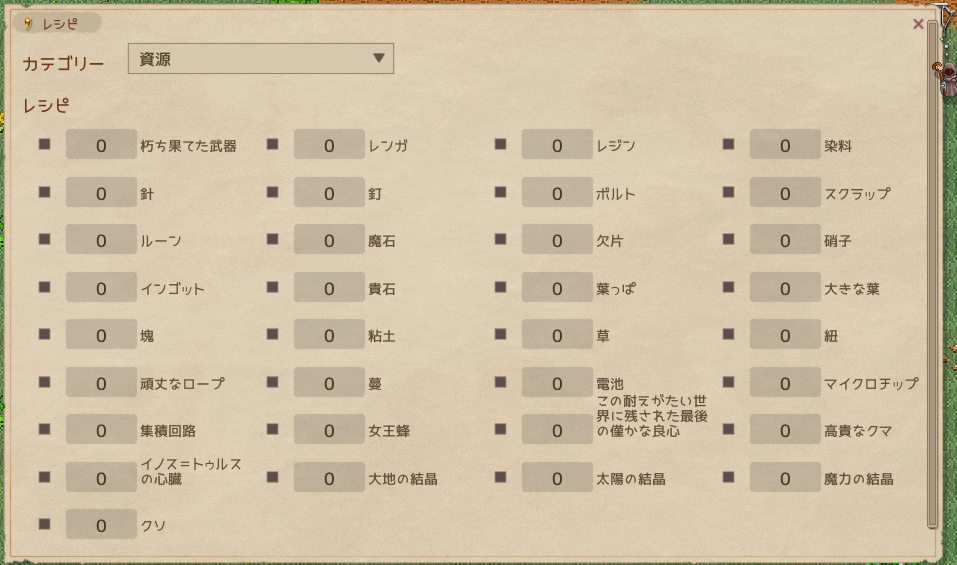 レシピ
カテゴリー 資源
レシピ
0 朽ち果てた武器 0 レンガ 0 レジン 0 染料
0 針 0 釘 0 ボルト 0 スクラップ
0 ルーン 0 魔石 0 欠片 0 硝子
0 インゴット 0 貴石 0 葉っぱ 0 大きな葉
0 塊 0 粘土 0 草 0 紐
0 頑丈なロープ 0 蔓 0 電池 0 マイクロチップ
0 集積回路 0 女王蜂 0 この耐えがたい世
界に残された最後
の僅かな良心 0 高貴なクマ
0 イノス=トゥルス
の心臓 0 大地の結晶 0 太陽の結晶 0 魔力の結晶
0 クソ